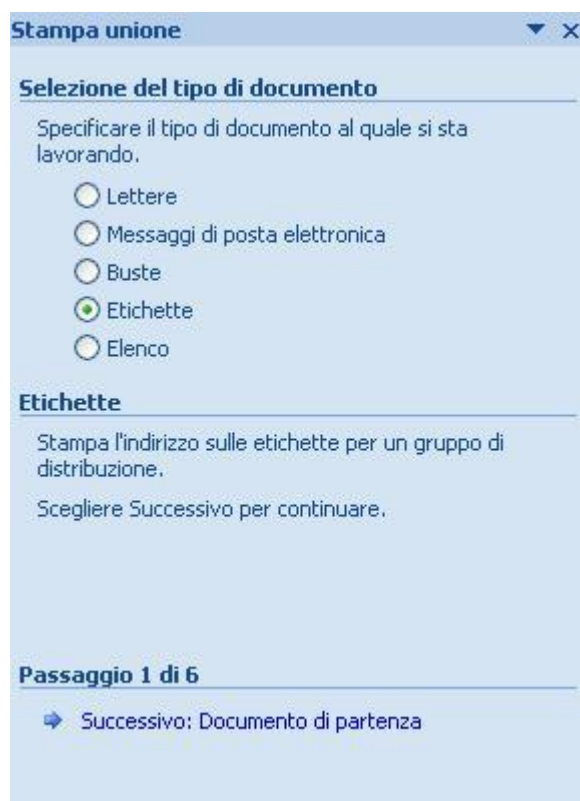 Stampa unione
Selezione del tipo di documento
Specificare il tipo di documento al quale si sta
lavorando.
Lettere
Messaggi di posta elettronica
Buste
Etichette
Elenco
Etichette
Stampa l'indirizzo sulle etichette per un gruppo di
distribuzione.
Scegliere Successivo per continuare.
Passaggio 1 di 6
Successivo: Documento di partenza